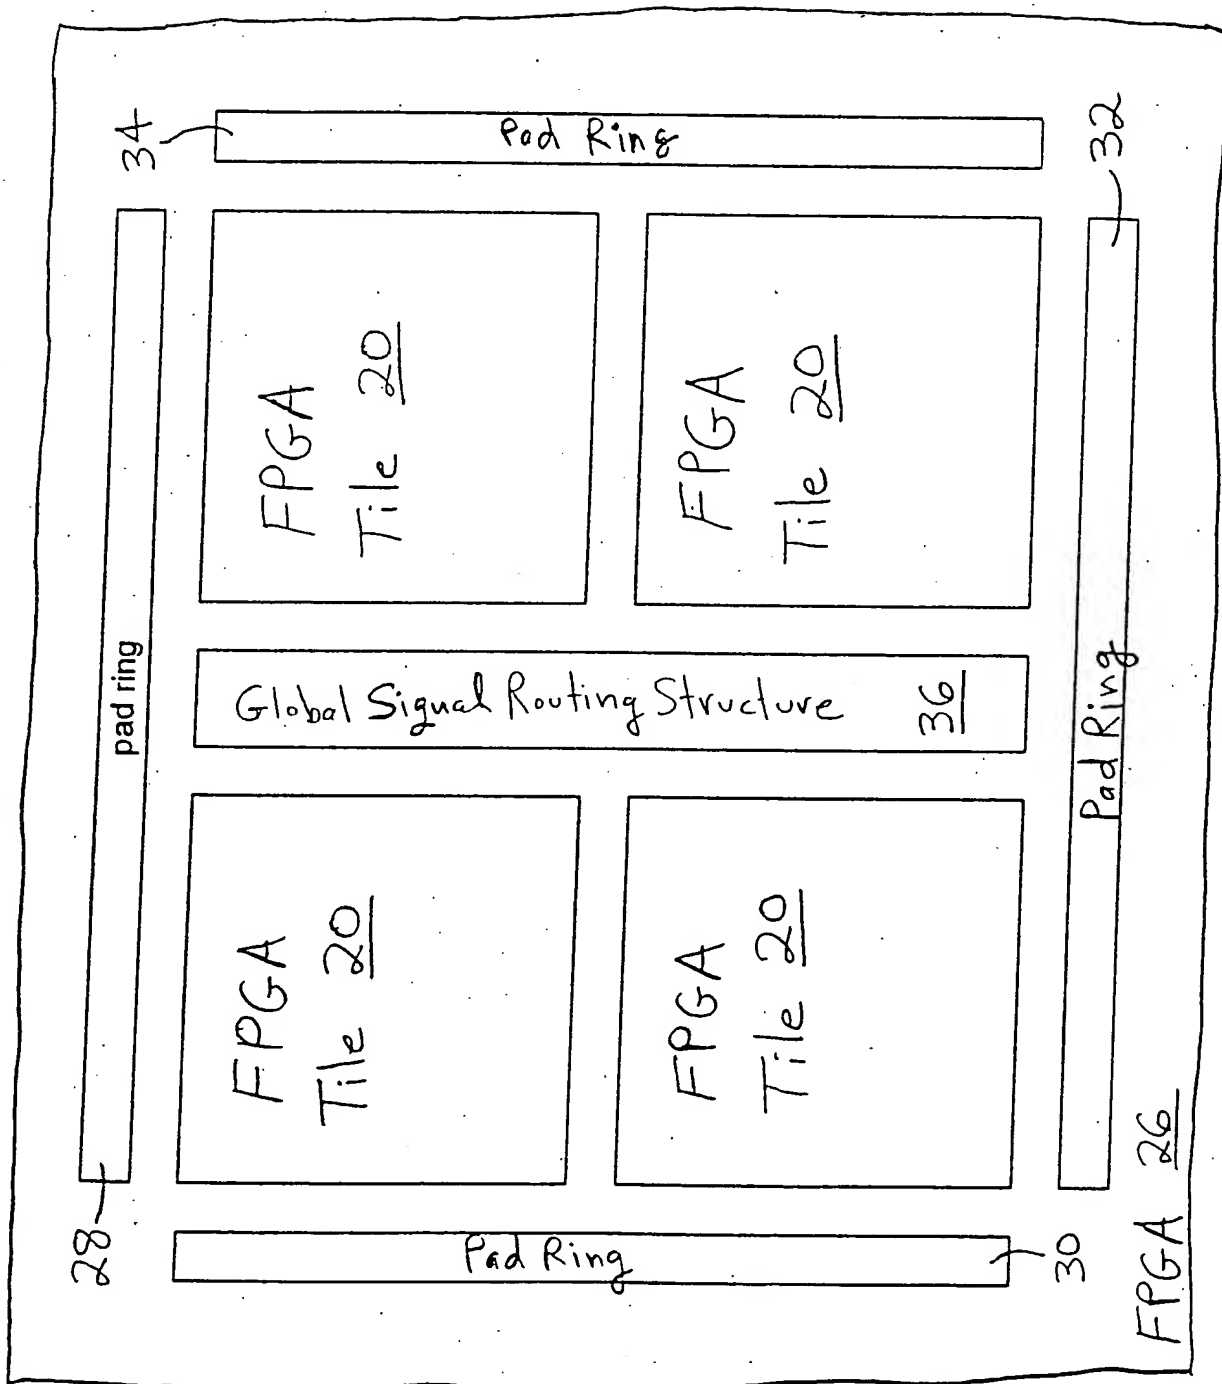 34
Pad Ring
32
pad ring
FPGA
Tile 20
FPGA
Tile 20
Global Signal Routing Structure 36
Pad Ring
FPGA
Tile 20
FPGA
Tile 20
28
Pad Ring
30
FPGA 26